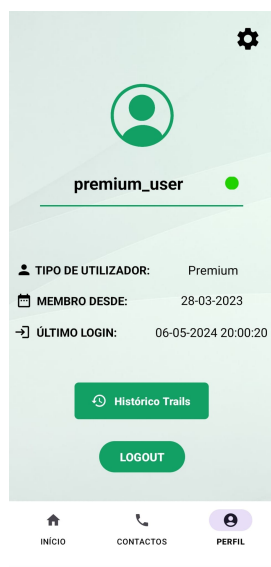 premium_user
TIPO DE UTILIZADOR: Premium
MEMBRO DESDE: 28-03-2023
ÚLTIMO LOGIN: 06-05-2024 20:00:20
Histórico Trails
LOGOUT
INÍCIO CONTACTOS PERFIL